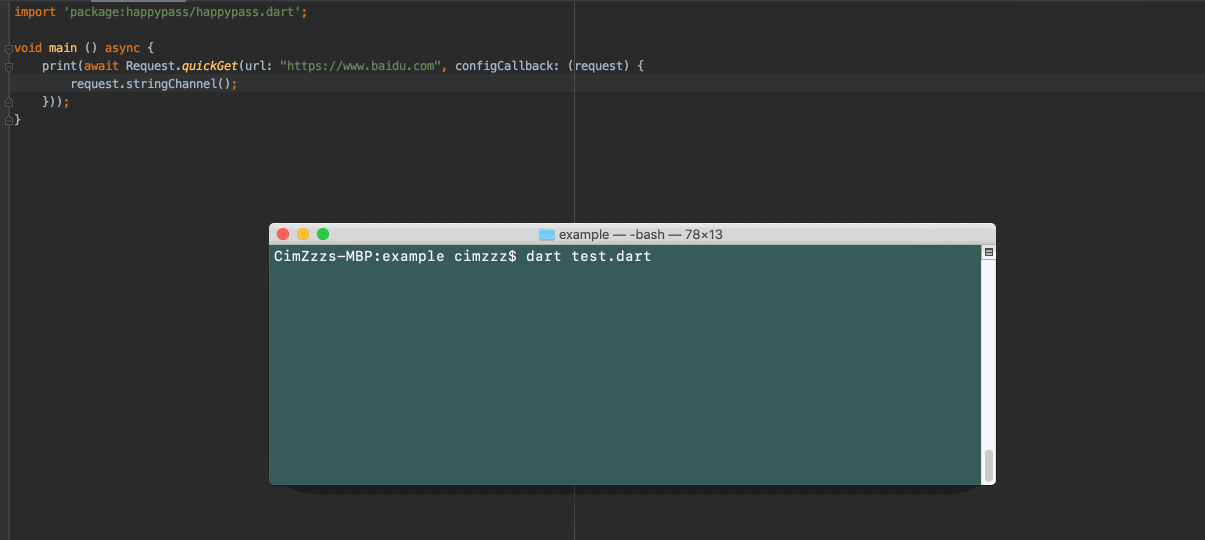 import 'package:happypass/happypass.dart';
void main () async {
    print(await Request.quickGet(url: "https://www.baidu.com", configCallback: (request) {
        request.stringChannel();
    }));
}
example — -bash — 78×13
CimZzzs-MBP:example cimzzz$ dart test.dart